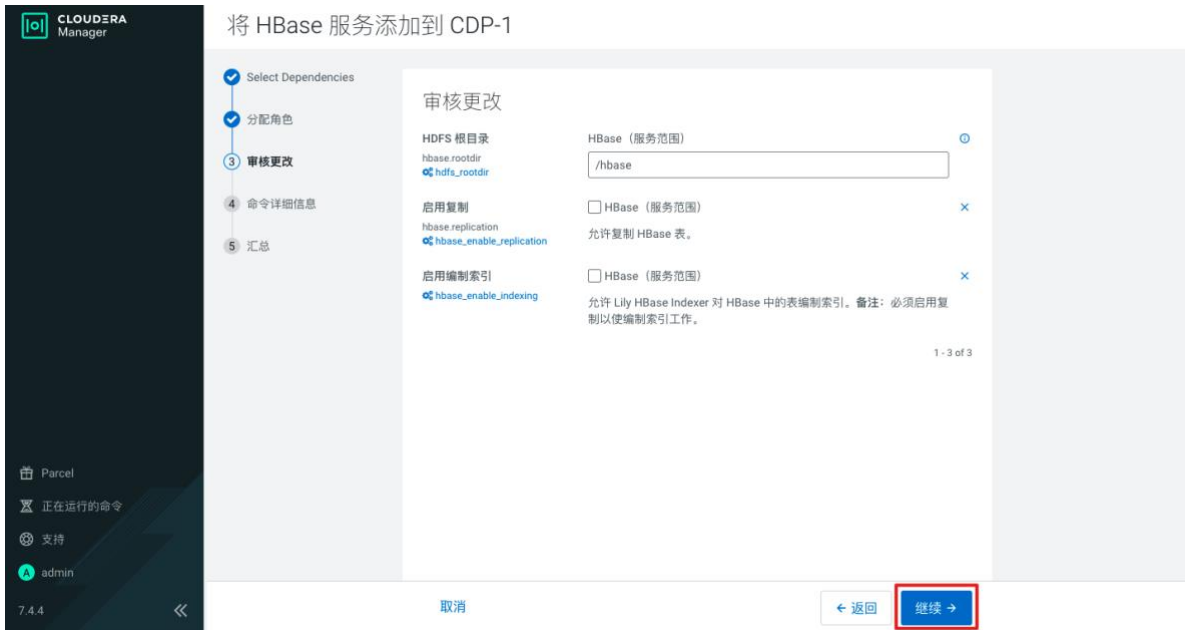 CLOUDERA
Manager
将 HBase 服务添加到 CDP-1
Select Dependencies
分配角色
3 审核更改
4 命令详细信息
5 汇总
审核更改
HDFS 根目录
hbase.rootdir
hdfs_rootdir
HBase（服务范围）
/hbase
启用复制
hbase.replication
hbase_enable_replication
HBase（服务范围）
允许复制 HBase 表。
启用编制索引
hbase_enable_indexing
HBase（服务范围）
允许 Lily HBase Indexer 对 HBase 中的表编制索引。备注：必须启用复
制以使编制索引工作。
1 - 3 of 3
Parcel
正在运行的命令
支持
A admin
7.4.4
取消
← 返回
继续 →